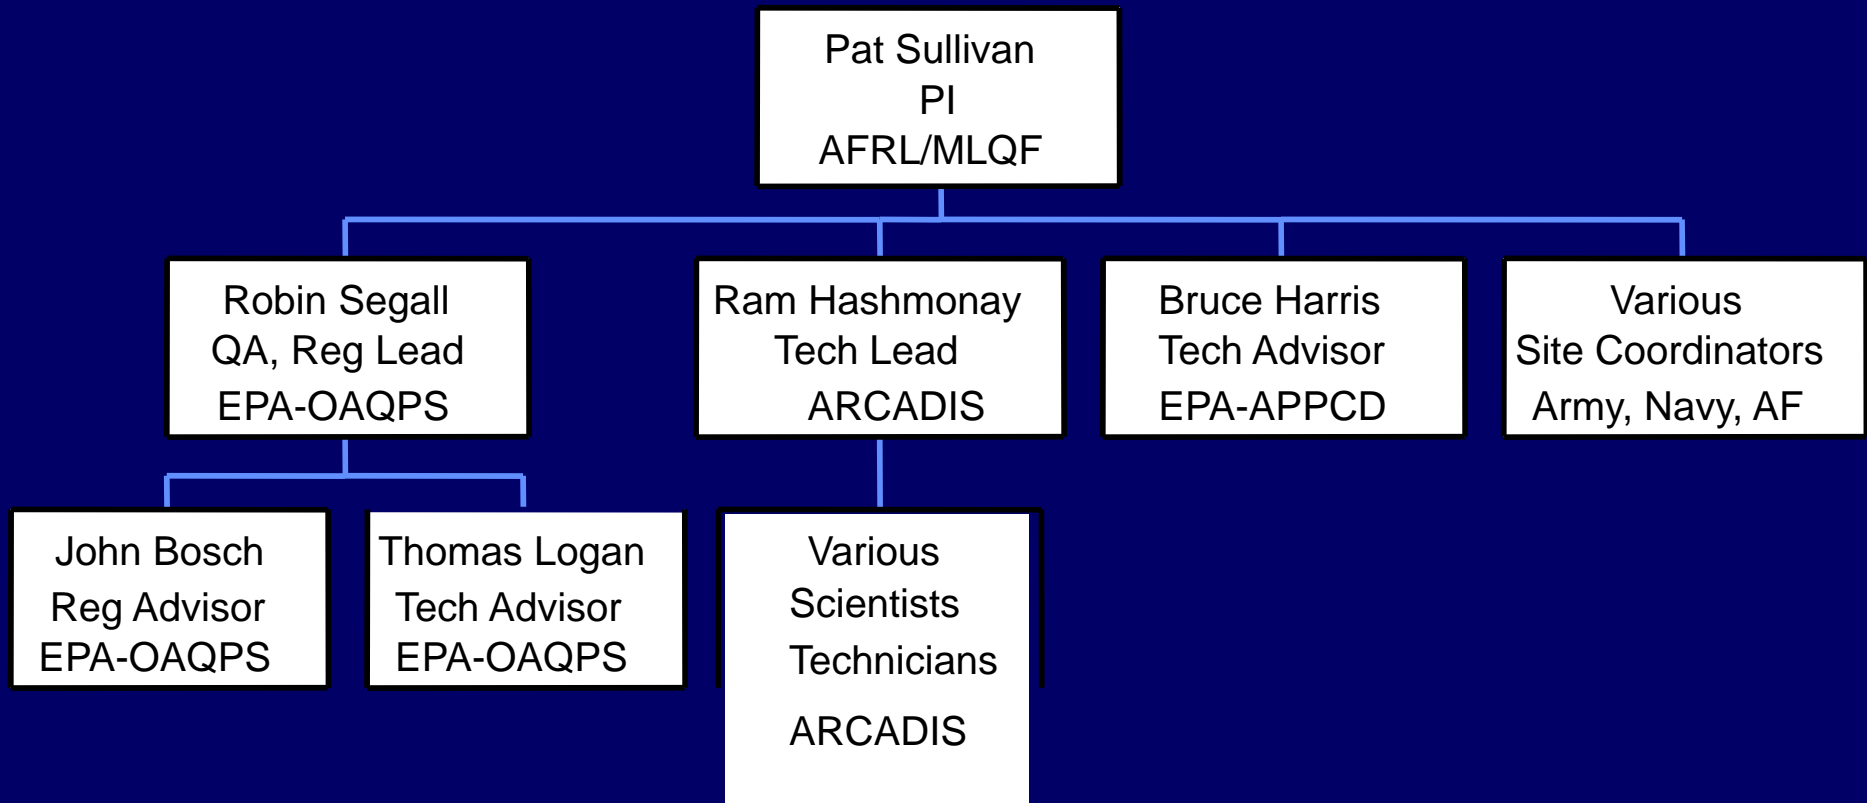 Pat Sullivan
PI
AFRL/MLQF
Robin Segall
QA, Reg Lead
EPA-OAQPS
Ram Hashmonay
Tech Lead
ARCADIS
Bruce Harris
Tech Advisor
EPA-APPCD
Various
Site Coordinators
Army, Navy, AF
John Bosch
Reg Advisor
EPA-OAQPS
Thomas Logan
Tech Advisor
EPA-OAQPS
Various
Scientists
Technicians
ARCADIS